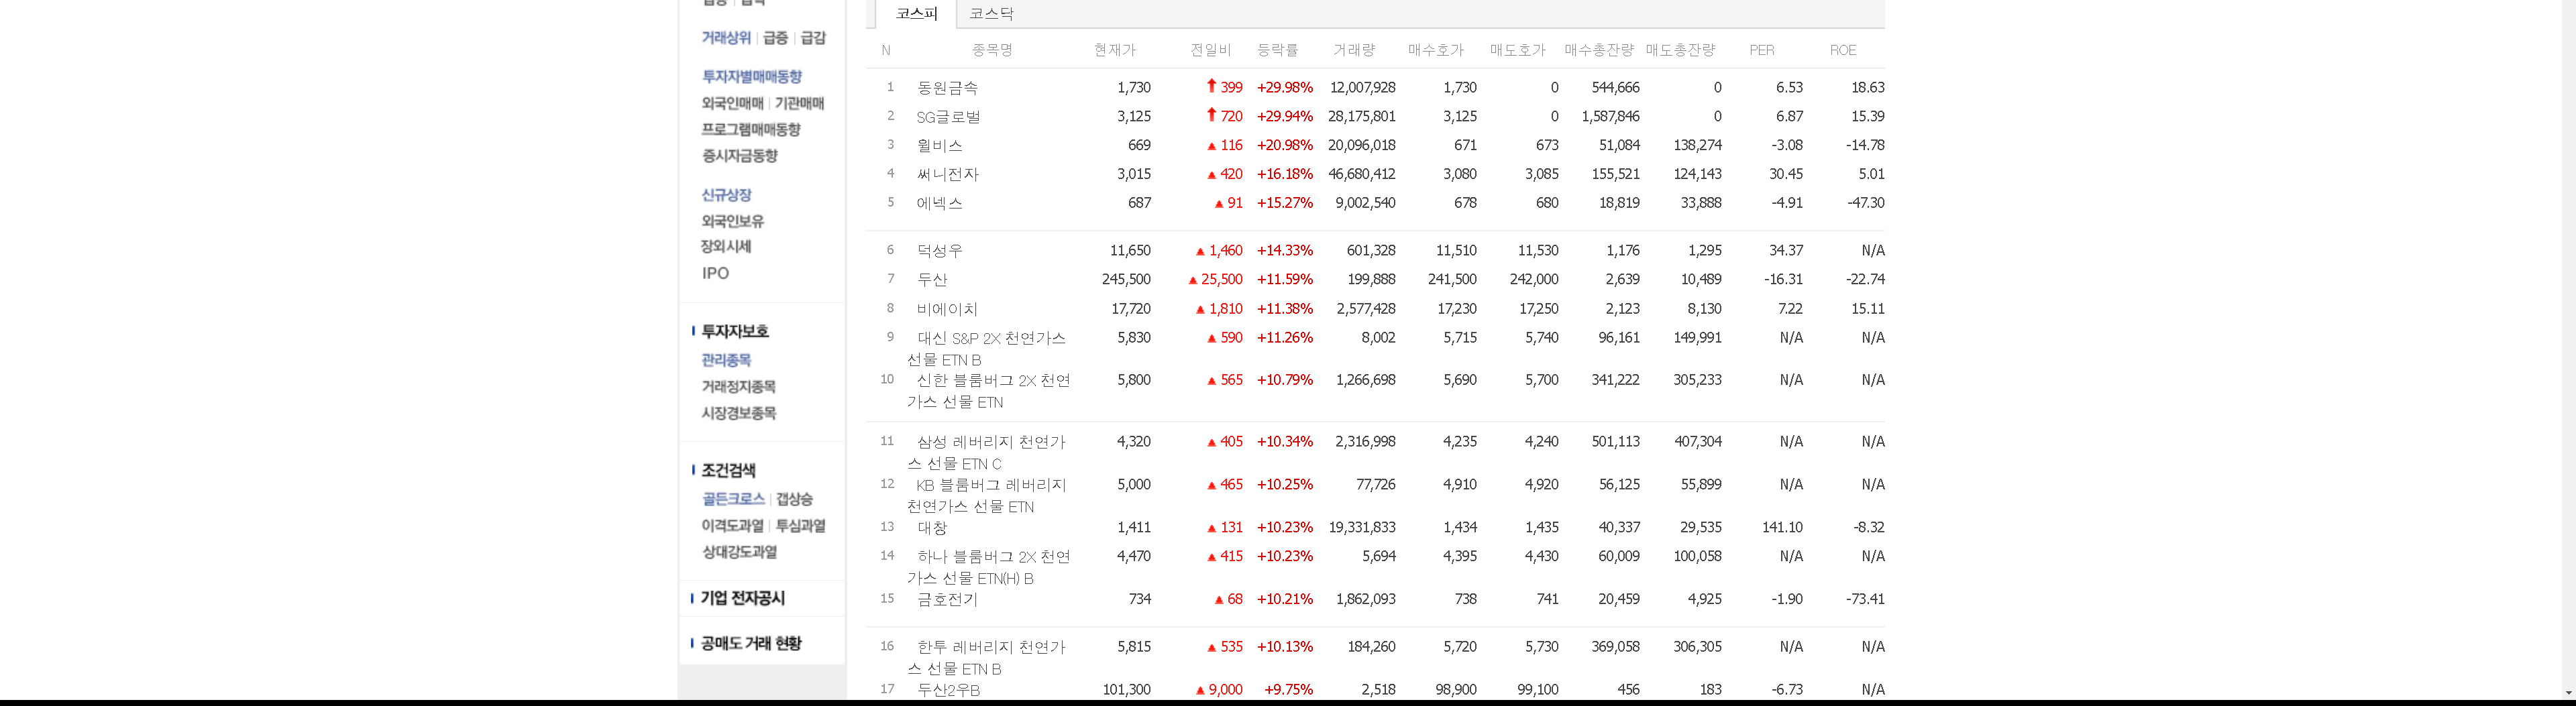 코스피 코스닥
거래상위 | 급증 | 급감
투자자별매매동향
외국인매매 | 기관매매
프로그램매매동향
증시자금동향
신규상장
외국인보유
장외시세
IPO
투자자보호
관리종목
거래정지종목
시장경보종목
조건검색
골든크로스 | 갭상승
이격도과열 | 투심과열
상대강도과열
기업 전자공시
공매도 거래 현황
N 종목명 현재가 전일비 등락률 거래량 매수호가 매도호가 매수총잔량 매도총잔량 PER ROE
1 동원금속 1,730 399 +29.98% 12,007,928 1,730 0 544,666 0 6.53 18.63
2 SG글로벌 3,125 720 +29.94% 28,175,801 3,125 0 1,587,846 0 6.87 15.39
3 윌비스 669 ▲ 116 +20.98% 20,096,018 671 673 51,084 138,274 -3.08 -14.78
4 써니전자 3,015 ▲ 420 +16.18% 46,680,412 3,080 3,085 155,521 124,143 30.45 5.01
5 에넥스 687 ▲ 91 +15.27% 9,002,540 678 680 18,819 33,888 -4.91 -47.30
6 덕성우 11,650 ▲ 1,460 +14.33% 601,328 11,510 11,530 1,176 1,295 34.37 N/A
7 두산 245,500 ▲ 25,500 +11.59% 199,888 241,500 242,000 2,639 10,489 -16.31 -22.74
8 비에이치 17,720 ▲ 1,810 +11.38% 2,577,428 17,230 17,250 2,123 8,130 7.22 15.11
9 대신 S&P 2X 천연가스 5,830 ▲ 590 +11.26% 8,002 5,715 5,740 96,161 149,991 N/A N/A
선물 ETN B
10 신한 블룸버그 2X 천연 5,800 ▲ 565 +10.79% 1,266,698 5,690 5,700 341,222 305,233 N/A N/A
가스 선물 ETN
11 삼성 레버리지 천연가 4,320 ▲ 405 +10.34% 2,316,998 4,235 4,240 501,113 407,304 N/A N/A
스 선물 ETN C
12 KB 블룸버그 레버리지 5,000 ▲ 465 +10.25% 77,726 4,910 4,920 56,125 55,899 N/A N/A
천연가스 선물 ETN
13 대창 1,411 ▲ 131 +10.23% 19,331,833 1,434 1,435 40,337 29,535 141.10 -8.32
14 하나 블룸버그 2X 천연 4,470 ▲ 415 +10.23% 5,694 4,395 4,430 60,009 100,058 N/A N/A
가스 선물 ETN(H) B
15 금호전기 734 ▲ 68 +10.21% 1,862,093 738 741 20,459 4,925 -1.90 -73.41
16 한투 레버리지 천연가 5,815 ▲ 535 +10.13% 184,260 5,720 5,730 369,058 306,305 N/A N/A
스 선물 ETN B
17 두산2우B 101,300 ▲ 9,000 +9.75% 2,518 98,900 99,100 456 183 -6.73 N/A